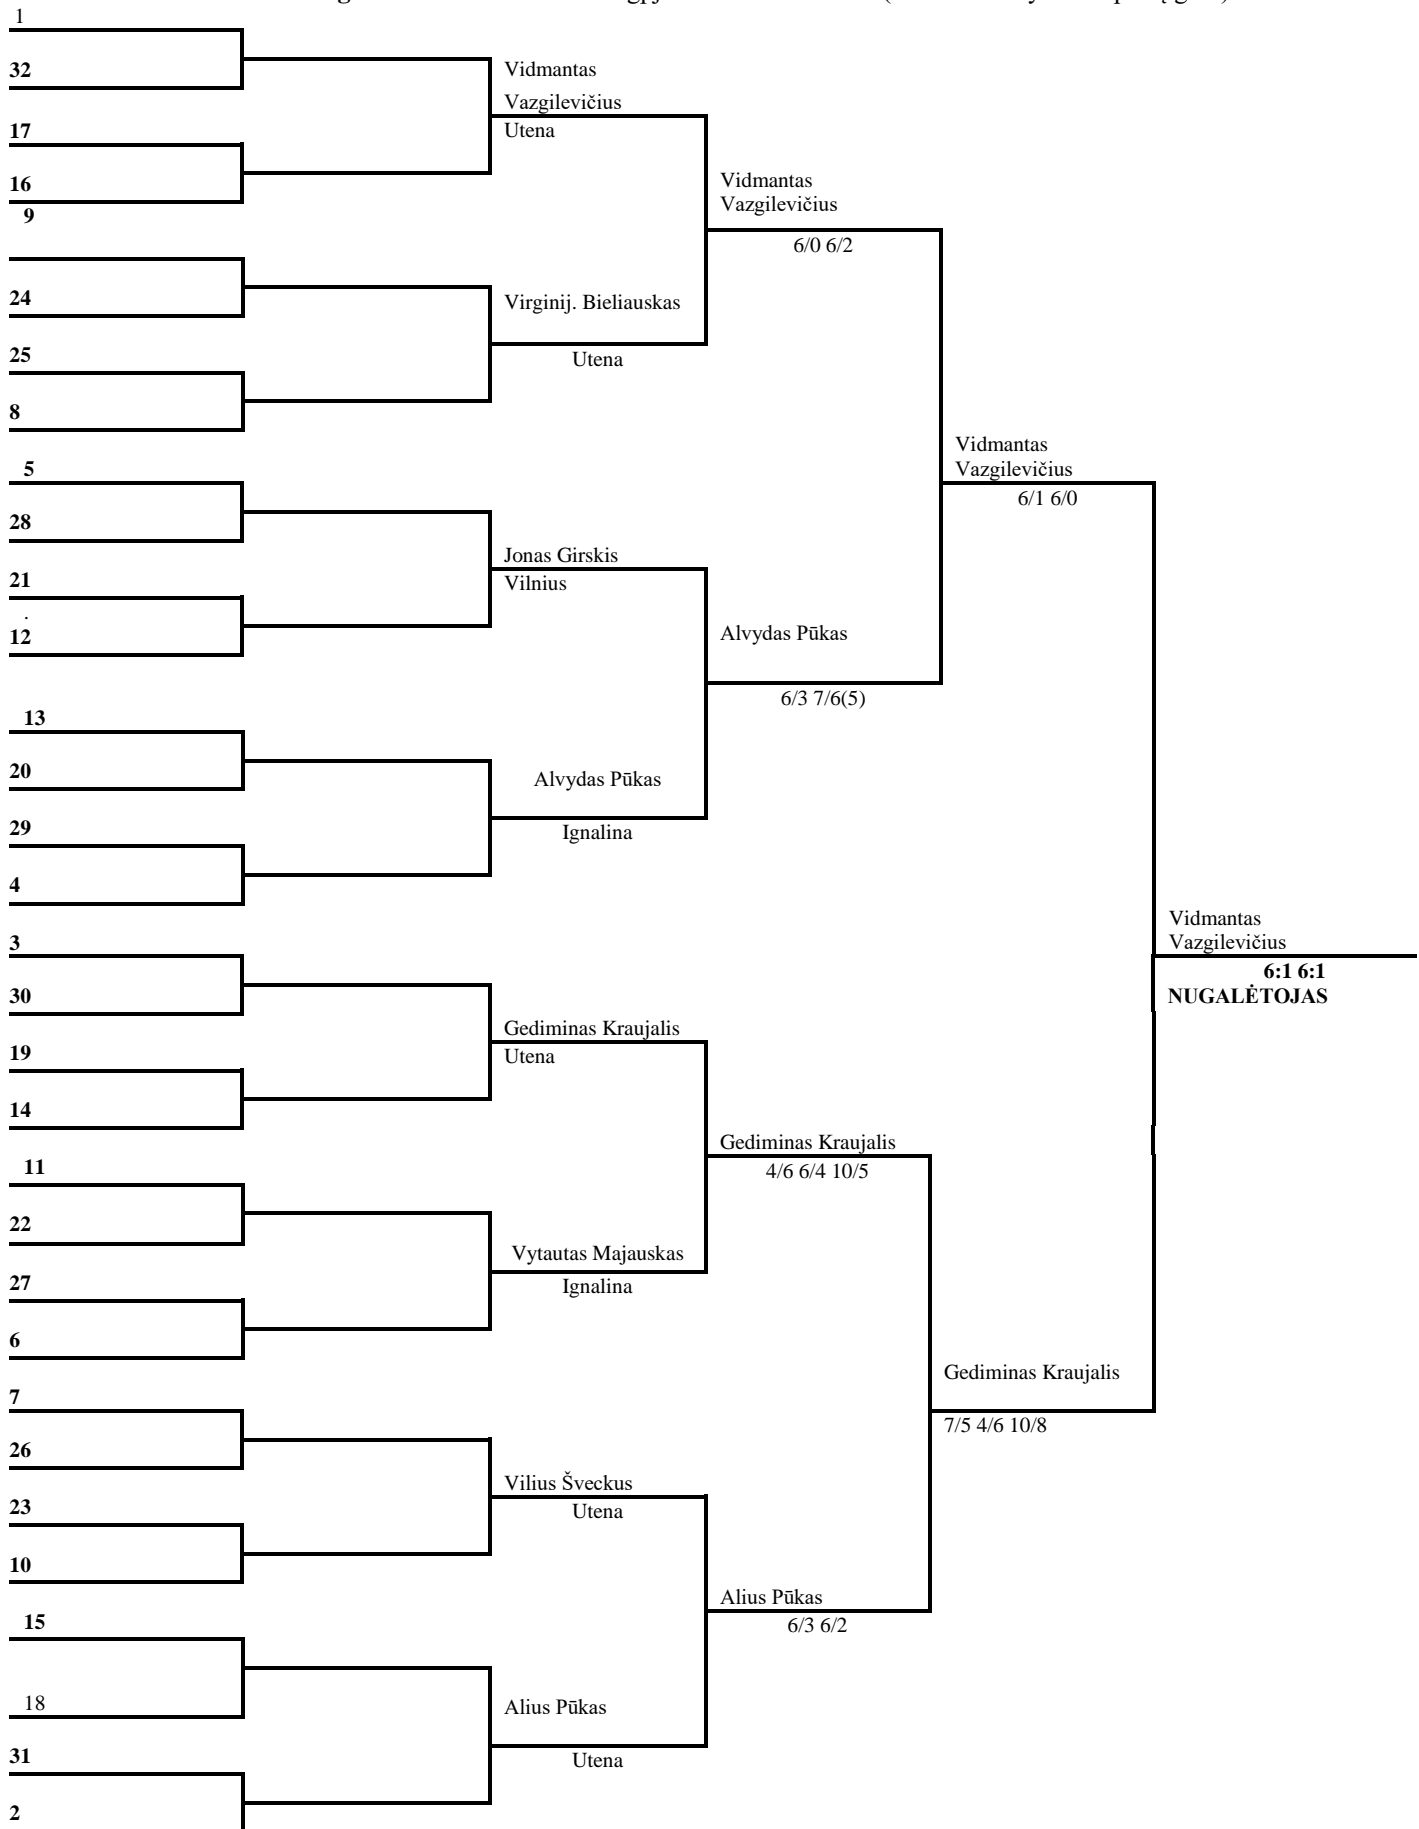 1
32
Vidmantas
Vazgilevičius
17
Utena
16
Vidmantas
Vazgilevičius
9
6/0 6/2
24
Virginij. Bieliauskas
25
Utena
8
Vidmantas
5
Vazgilevičius
6/1 6/0
28
Jonas Girskis
21
Vilnius
.
12
Alvydas Pūkas
6/3 7/6(5)
13
20
Alvydas Pūkas
29
Ignalina
4
Vidmantas
3
Vazgilevičius
6:1 6:1
30
NUGALĖTOJAS
Gediminas Kraujalis
19
Utena
14
Gediminas Kraujalis
11
4/6 6/4 10/5
22
Vytautas Majauskas
27
Ignalina
6
Gediminas Kraujalis
7
7/5 4/6 10/8
26
Vilius Šveckus
23
Utena
10
Alius Pūkas
15
6/3 6/2
18
Alius Pūkas
31
Utena
2